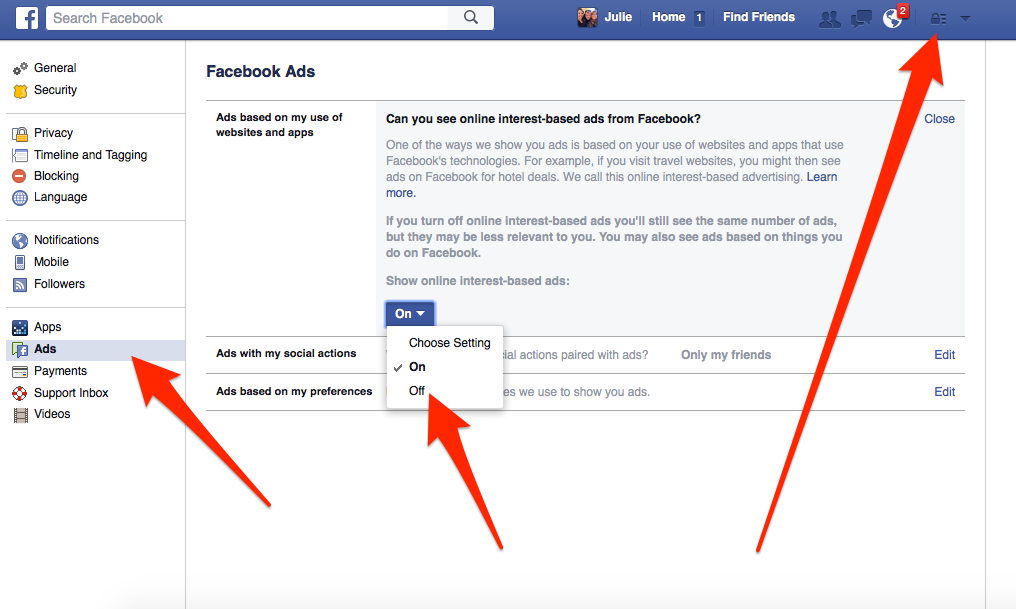 f
Search Facebook
Julie
Home 1
Find Friends
2
General
Security
Privacy
Timeline and Tagging
Blocking
Language
Notifications
Mobile
Followers
Apps
Ads
Payments
Support Inbox
Videos
Facebook Ads
Ads based on my use of
websites and apps
Can you see online interest-based ads from Facebook?
Close
One of the ways we show you ads is based on your use of websites and apps that use
Facebook's technologies. For example, if you visit travel websites, you might then see
ads on Facebook for hotel deals. We call this online interest-based advertising. Learn
more.
If you turn off online interest-based ads you'll still see the same number of ads,
but they may be less relevant to you. You may also see ads based on things you
do on Facebook.
Show online interest-based ads:
On
Choose Setting
On
Off
Ads with my social actions
actions paired with ads?
Only my friends
Edit
Ads based on my preferences
we use to show you ads.
Edit